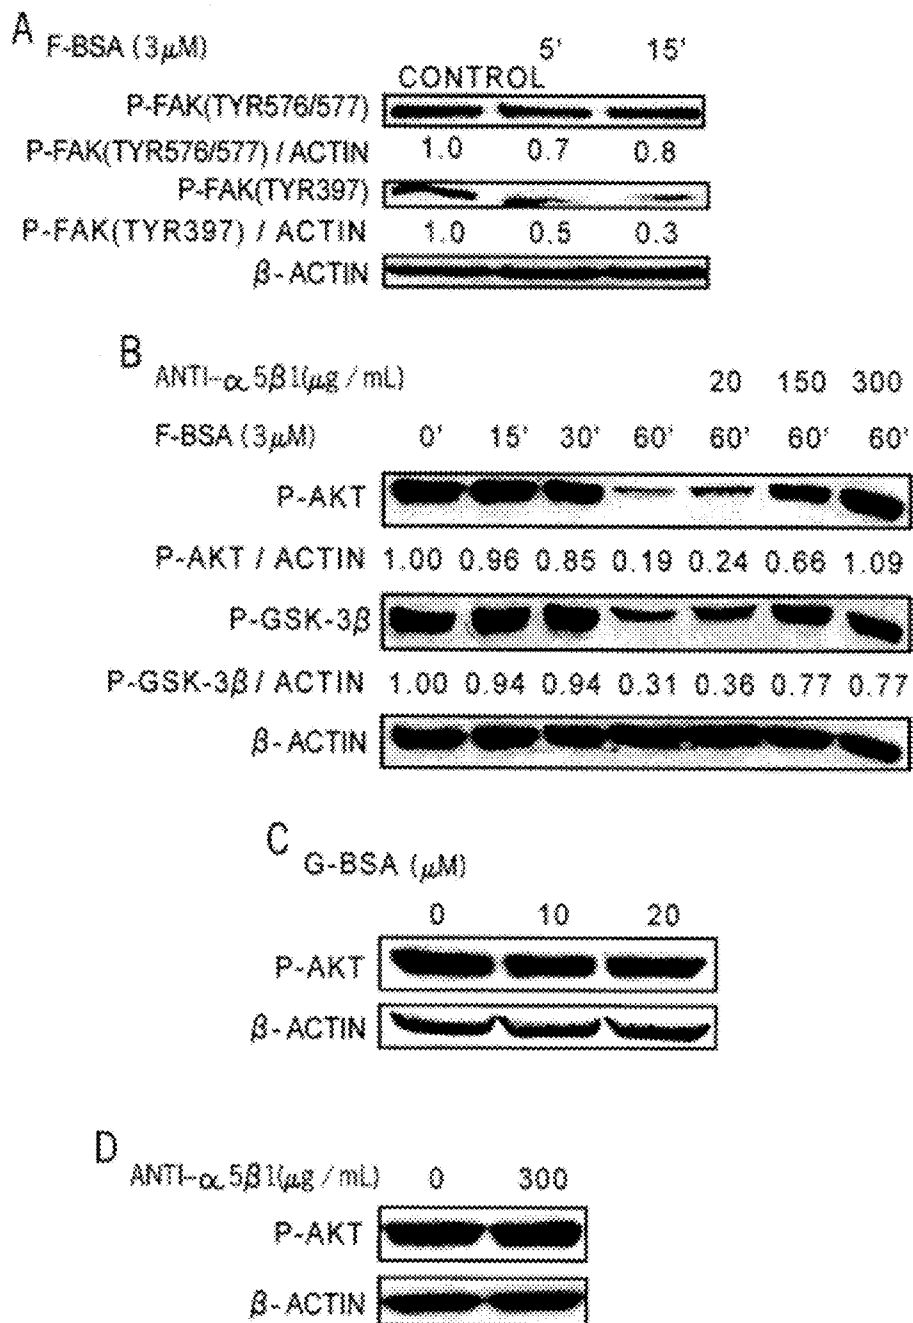 A
F-BSA (3μM) 5' 15'
CONTROL
P-FAK(TYR576/577)
P-FAK(TYR576/577) / ACTIN 1.0 0.7 0.8
P-FAK(TYR397)
P-FAK(TYR397) / ACTIN 1.0 0.5 0.3
β-ACTIN
B
ANTI-α5β1(μg/mL) 20 150 300
F-BSA (3μM) 0' 15' 30' 60' 60' 60' 60'
P-AKT
P-AKT / ACTIN 1.00 0.96 0.85 0.19 0.24 0.66 1.09
P-GSK-3β
P-GSK-3β / ACTIN 1.00 0.94 0.94 0.31 0.36 0.77 0.77
β-ACTIN
C
G-BSA (μM)
0 10 20
P-AKT
β-ACTIN
D
ANTI-α5β1(μg/mL) 0 300
P-AKT
β-ACTIN